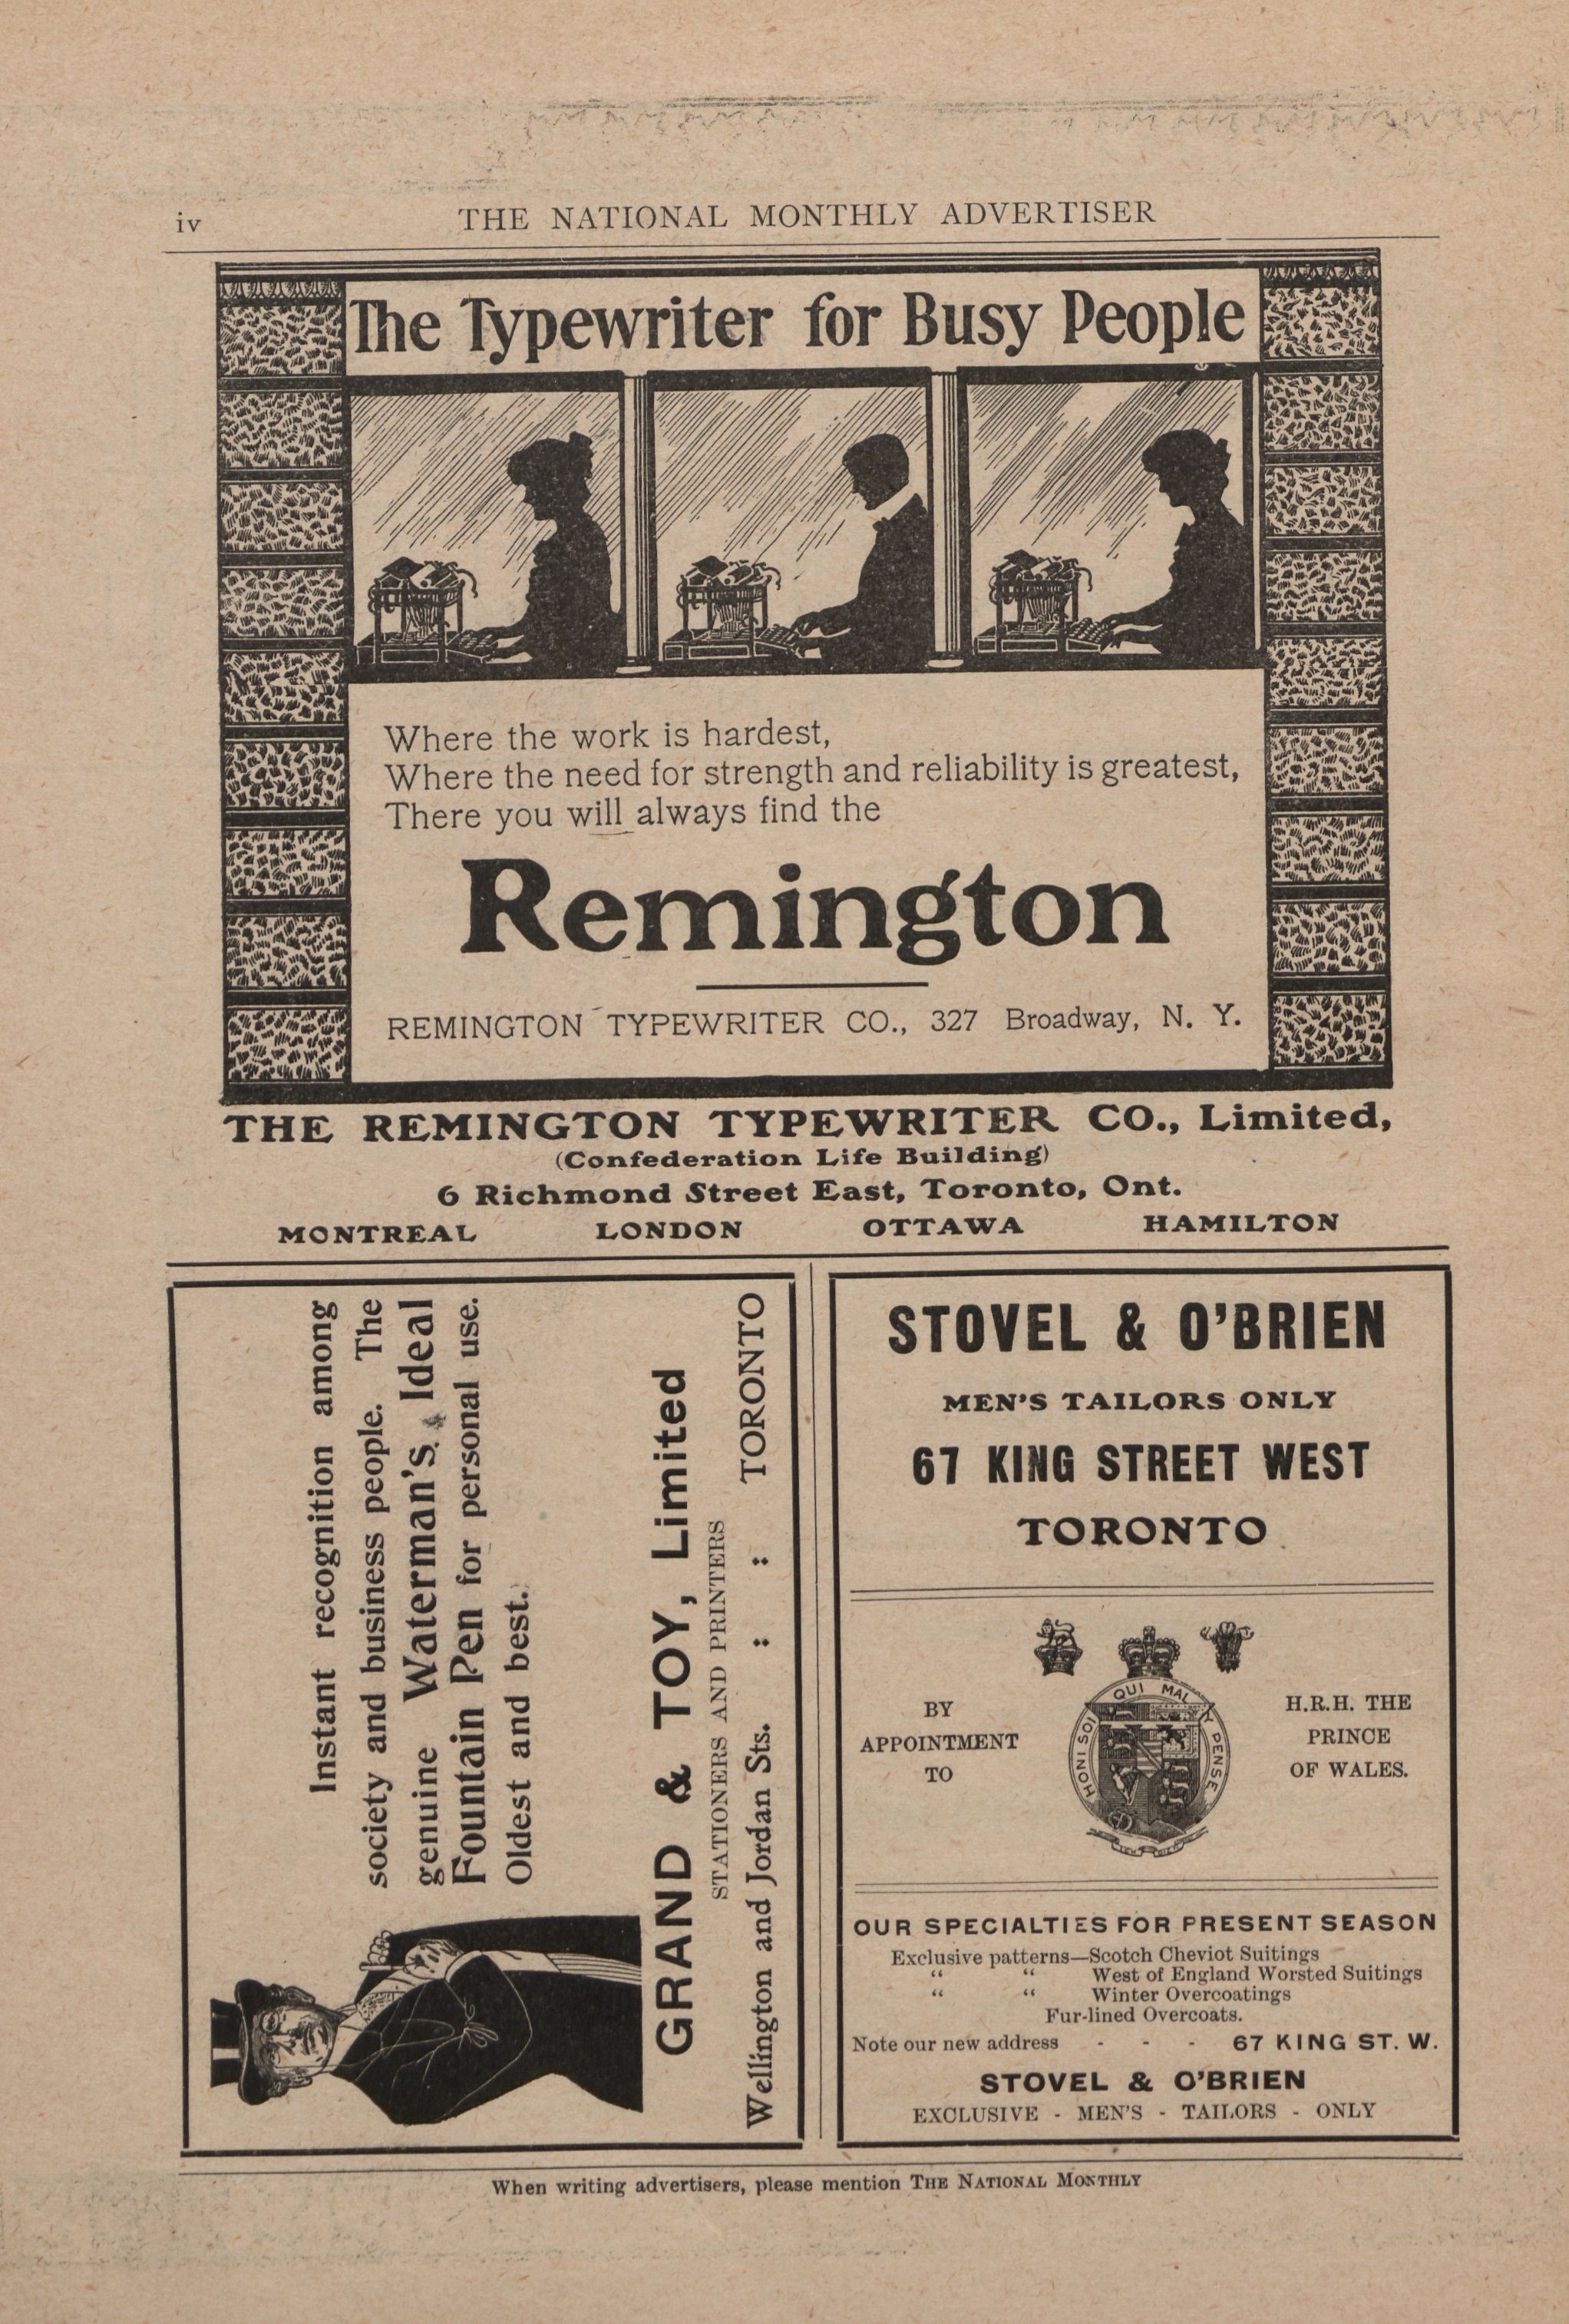 iv
THE NATIONAL MONTHLY ADVERTISER
The Typewriter for Busy People
Where the work is hardest,
Where the need for strength and reliability is greatest,
There you will always find the
Remington
REMINGTON TYPEWRITER CO., 327 Broadway, N. Y.
THE REMINGTON TYPEWRITER CO., Limited,
(Confederation Life Building)
6 Richmond Street East, Toronto, Ont.
MONTREAL LONDON OTTAWA HAMILTON
Instant recognition among
society and business people. The
genuine Waterman's Ideal
Fountain Pen for personal use.
Oldest and best.
GRAND & TOY, Limited
STATIONERS AND PRINTERS
Wellington and Jordan Sts. : : TORONTO
STOVEL & O'BRIEN
MEN'S TAILORS ONLY
67 KING STREET WEST
TORONTO
BY
APPOINTMENT
TO
HONI SOI QUI MAL Y PENSE
H.R.H. THE
PRINCE
OF WALES.
OUR SPECIALTIES FOR PRESENT SEASON
Exclusive patterns—Scotch Cheviot Suitings
" " West of England Worsted Suitings
" " Winter Overcoatings
Fur-lined Overcoats.
Note our new address - - - 67 KING ST. W.
STOVEL & O'BRIEN
EXCLUSIVE - MEN'S - TAILORS - ONLY
When writing advertisers, please mention THE NATIONAL MONTHLY